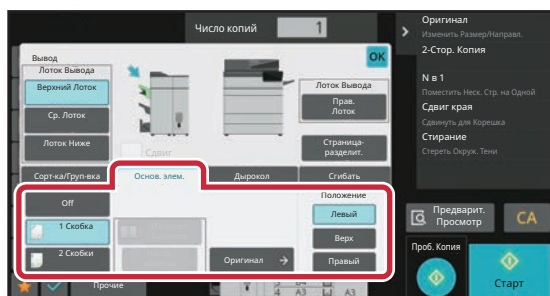 Число копий 1
Вывод
OK
Лоток Вывода
Верхний Лоток
Ср. Лоток
Лоток Ниже
Сдвиг
Лоток Вывода
Прав.
Лоток
Страница-
разделит.
Сорт-ка/Груп-вка
Основ. элем.
Дырокол
Сгибать
Off
1 Скобка
2 Скобки
Оригинал
Положение
Левый
Верх
Правый
Прочие
A3
Оригинал
Изменить Размер/Направл.
2-Стор. Копия
N в 1
Поместить Неск. Стр. на Одной
Сдвиг края
Сдвинуть для Корешка
Стирание
Стереть Окруж. Тени
Предварит.
Просмотр
CA
Проб. Копия
Старт